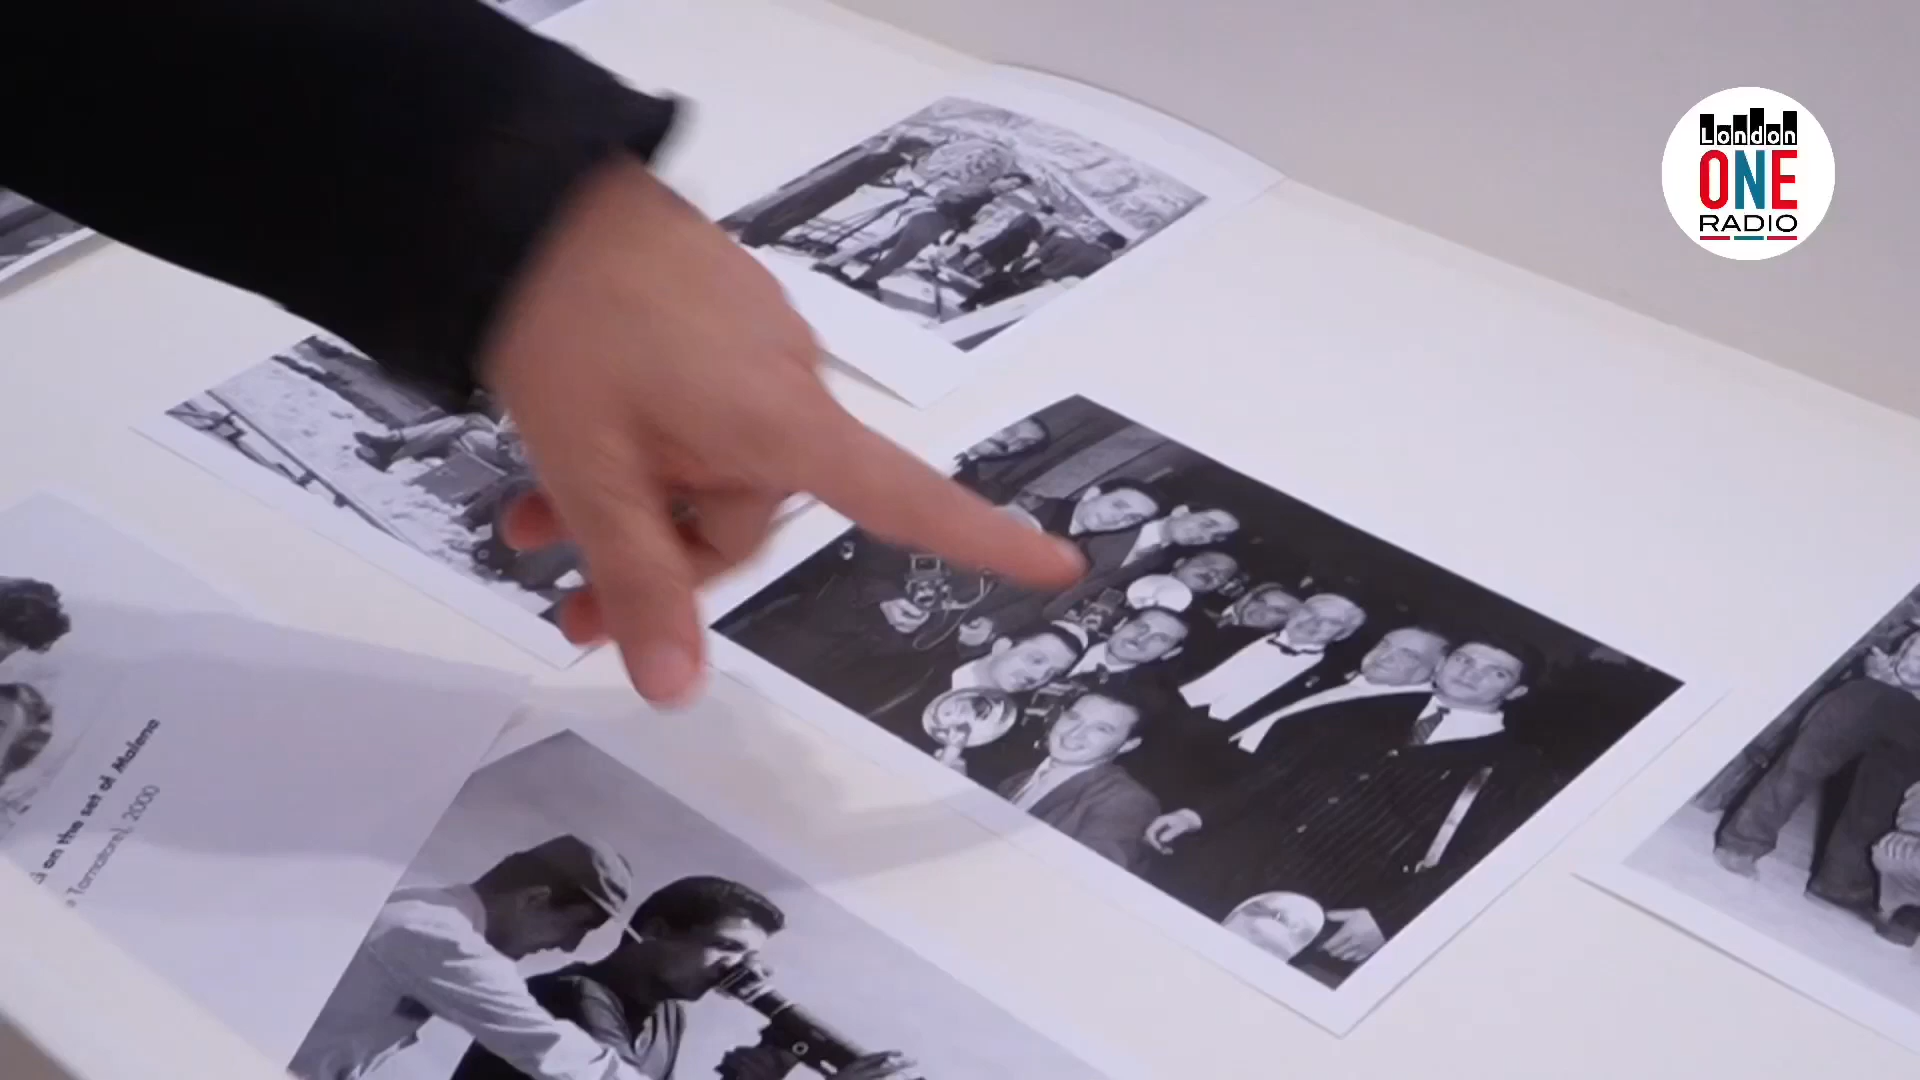 London
ONE
RADIO
on the set of Malena
Tornatore), 2000